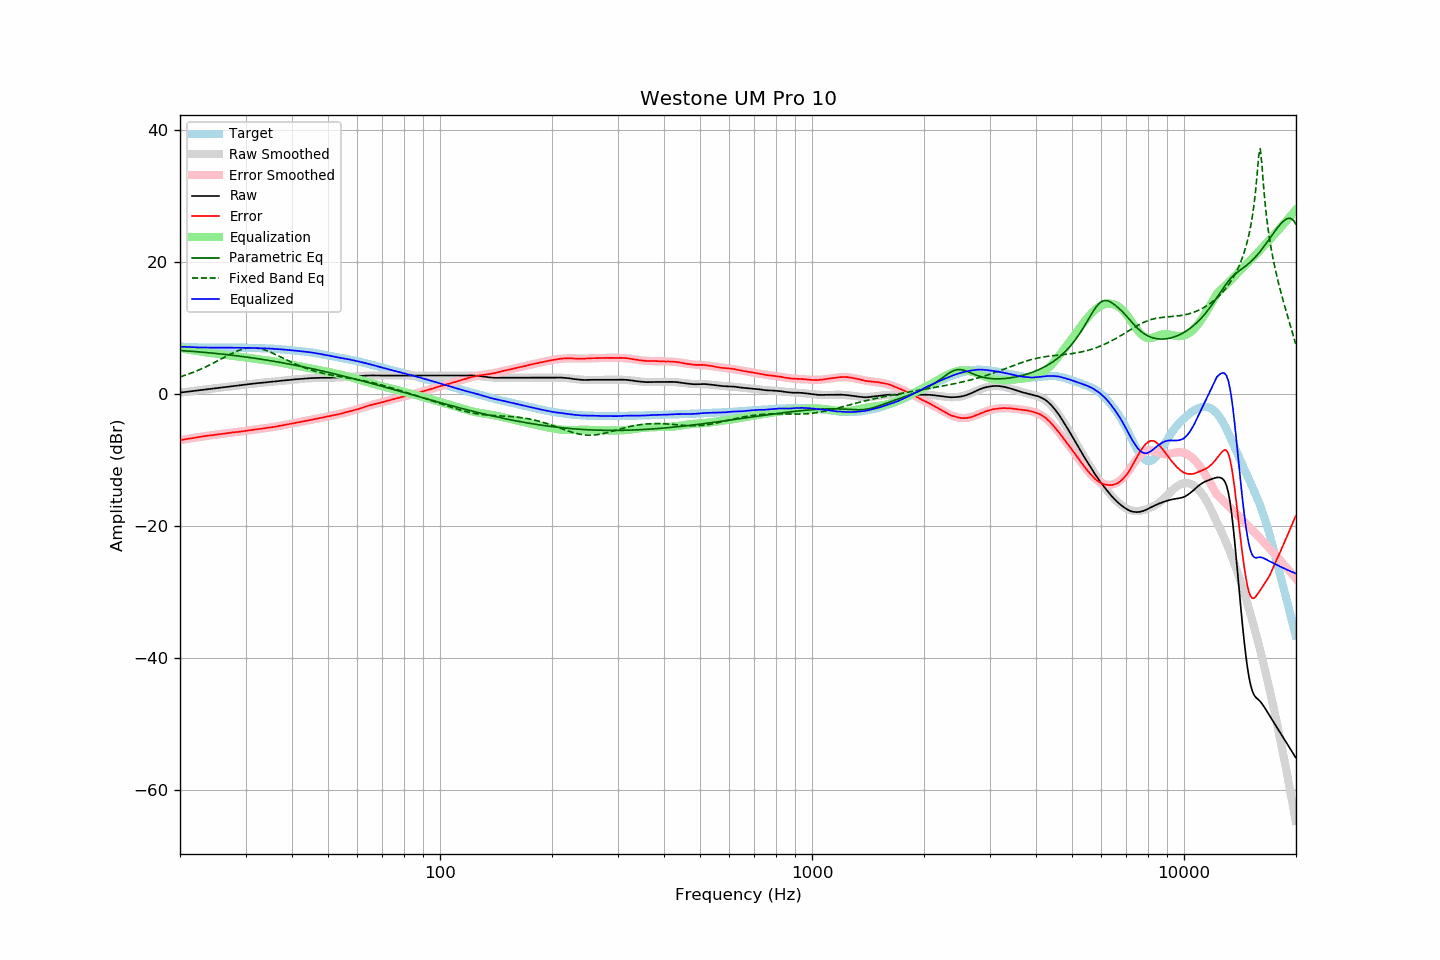 Westone UM Pro 10
Target
Raw Smoothed
Error Smoothed
Raw
Error
Equalization
Parametric Eq
Fixed Band Eq
Equalized
40
20
0
−20
−40
−60
Amplitude (dBr)
100
1000
10000
Frequency (Hz)